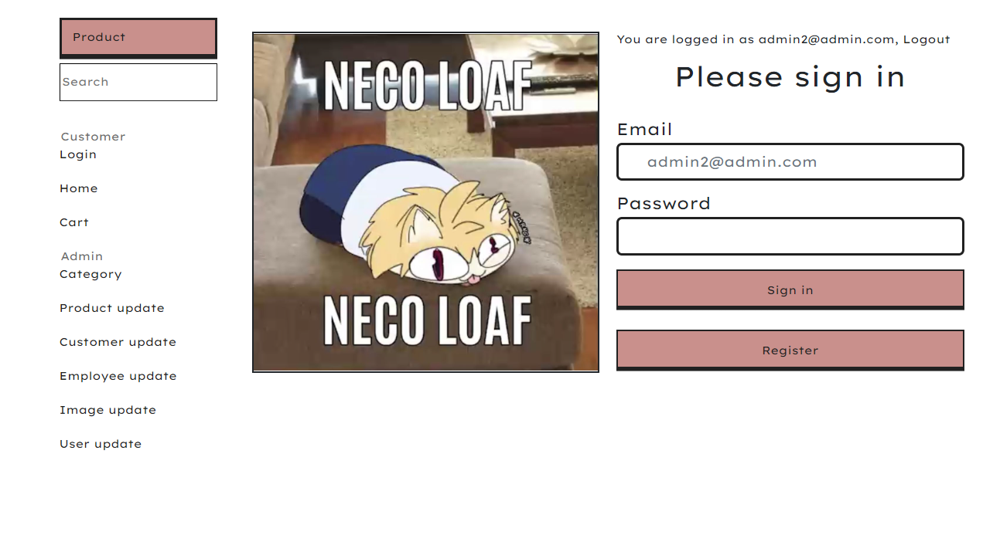 Product
Search
Customer
Login
Home
Cart
Admin
Category
Product update
Customer update
Employee update
Image update
User update
NECO LOAF
NECO LOAF
You are logged in as admin2@admin.com, Logout
Please sign in
Email
admin2@admin.com
Password
Sign in
Register